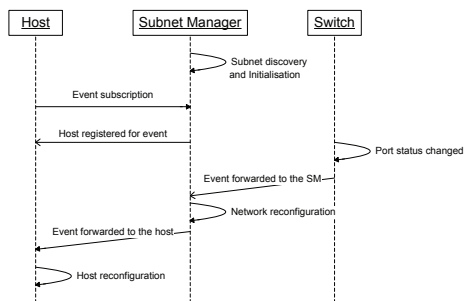 Host
Subnet Manager
Switch
Subnet discovery
and Initialisation
Event subscription
Host registered for event
Port status changed
Event forwarded to the SM
Network reconfiguration
Event forwarded to the host
Host reconfiguration